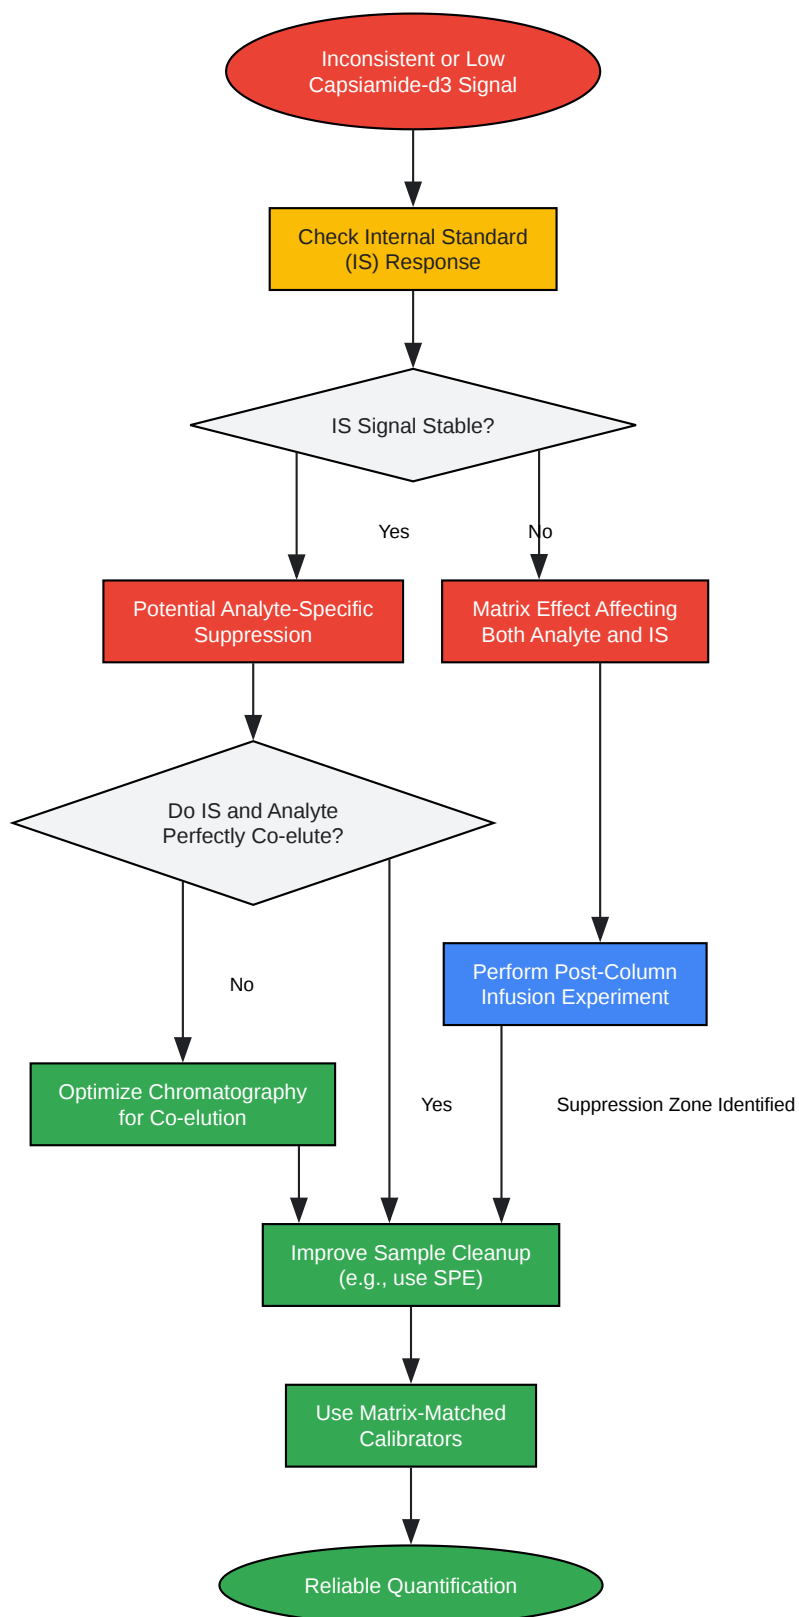 Inconsistent or Low
Capsiamide-d3 Signal
Check Internal Standard
(IS) Response
IS Signal Stable?
Yes
No
Potential Analyte-Specific
Suppression
Matrix Effect Affecting
Both Analyte and IS
Do IS and Analyte
Perfectly Co-elute?
Perform Post-Column
Infusion Experiment
No
Optimize Chromatography
for Co-elution
Yes
Suppression Zone Identified
Improve Sample Cleanup
(e.g., use SPE)
Use Matrix-Matched
Calibrators
Reliable Quantification